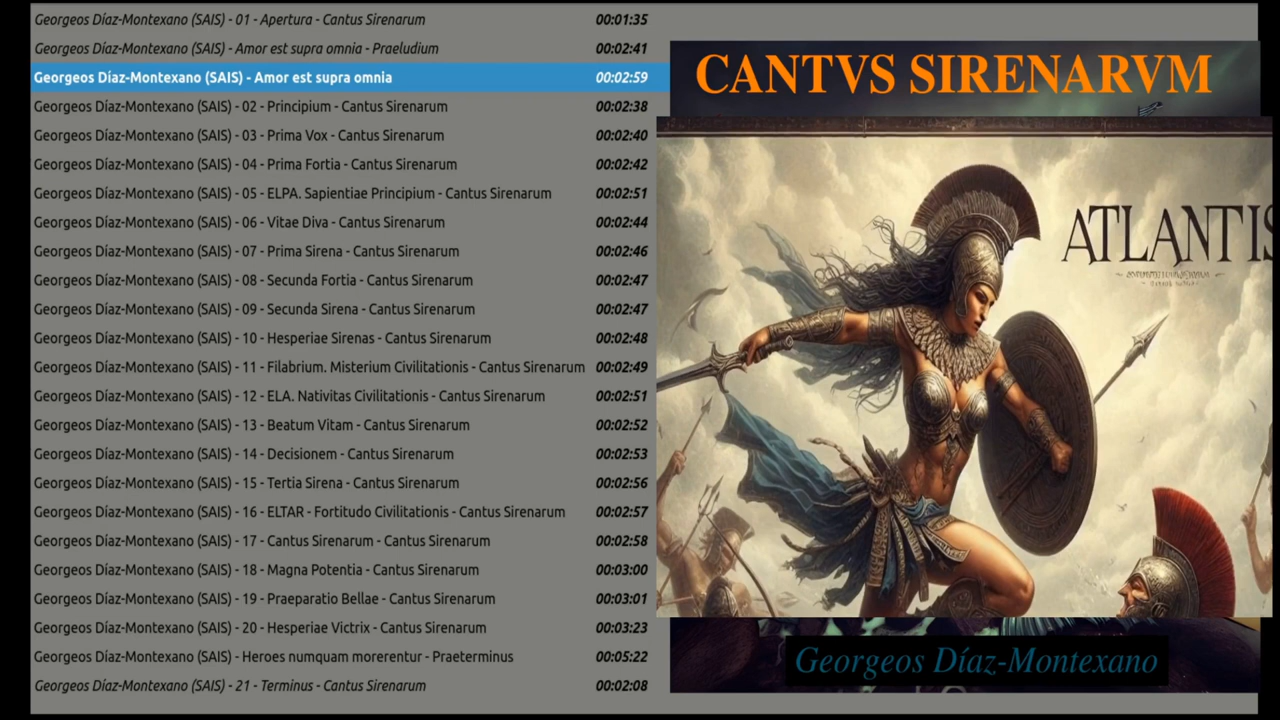 Georgeos Díaz-Montexano (SAIS) - 01 - Apertura - Cantus Sirenarum 00:01:35
Georgeos Díaz-Montexano (SAIS) - Amor est supra omnia - Praeludium 00:02:41
Georgeos Díaz-Montexano (SAIS) - Amor est supra omnia 00:02:59
Georgeos Díaz-Montexano (SAIS) - 02 - Principium - Cantus Sirenarum 00:02:38
Georgeos Díaz-Montexano (SAIS) - 03 - Prima Vox - Cantus Sirenarum 00:02:40
Georgeos Díaz-Montexano (SAIS) - 04 - Prima Fortia - Cantus Sirenarum 00:02:42
Georgeos Díaz-Montexano (SAIS) - 05 - ELPA. Sapientiae Principium - Cantus Sirenarum 00:02:51
Georgeos Díaz-Montexano (SAIS) - 06 - Vitae Diva - Cantus Sirenarum 00:02:44
Georgeos Díaz-Montexano (SAIS) - 07 - Prima Sirena - Cantus Sirenarum 00:02:46
Georgeos Díaz-Montexano (SAIS) - 08 - Secunda Fortia - Cantus Sirenarum 00:02:47
Georgeos Díaz-Montexano (SAIS) - 09 - Secunda Sirena - Cantus Sirenarum 00:02:47
Georgeos Díaz-Montexano (SAIS) - 10 - Hesperiae Sirenas - Cantus Sirenarum 00:02:48
Georgeos Díaz-Montexano (SAIS) - 11 - Filabrium. Misterium Civilitationis - Cantus Sirenarum 00:02:49
Georgeos Díaz-Montexano (SAIS) - 12 - ELA. Nativitas Civilitationis - Cantus Sirenarum 00:02:51
Georgeos Díaz-Montexano (SAIS) - 13 - Beatum Vitam - Cantus Sirenarum 00:02:52
Georgeos Díaz-Montexano (SAIS) - 14 - Decisionem - Cantus Sirenarum 00:02:53
Georgeos Díaz-Montexano (SAIS) - 15 - Tertia Sirena - Cantus Sirenarum 00:02:56
Georgeos Díaz-Montexano (SAIS) - 16 - ELTAR - Fortitudo Civilitationis - Cantus Sirenarum 00:02:57
Georgeos Díaz-Montexano (SAIS) - 17 - Cantus Sirenarum - Cantus Sirenarum 00:02:58
Georgeos Díaz-Montexano (SAIS) - 18 - Magna Potentia - Cantus Sirenarum 00:03:00
Georgeos Díaz-Montexano (SAIS) - 19 - Praeparatio Bellae - Cantus Sirenarum 00:03:01
Georgeos Díaz-Montexano (SAIS) - 20 - Hesperiae Victrix - Cantus Sirenarum 00:03:23
Georgeos Díaz-Montexano (SAIS) - Heroes numquam morerentur - Praeterminus 00:05:22
Georgeos Díaz-Montexano (SAIS) - 21 - Terminus - Cantus Sirenarum 00:02:08
CANTVS SIRENARVM
ATLANTIS
Georgeos Díaz-Montexano